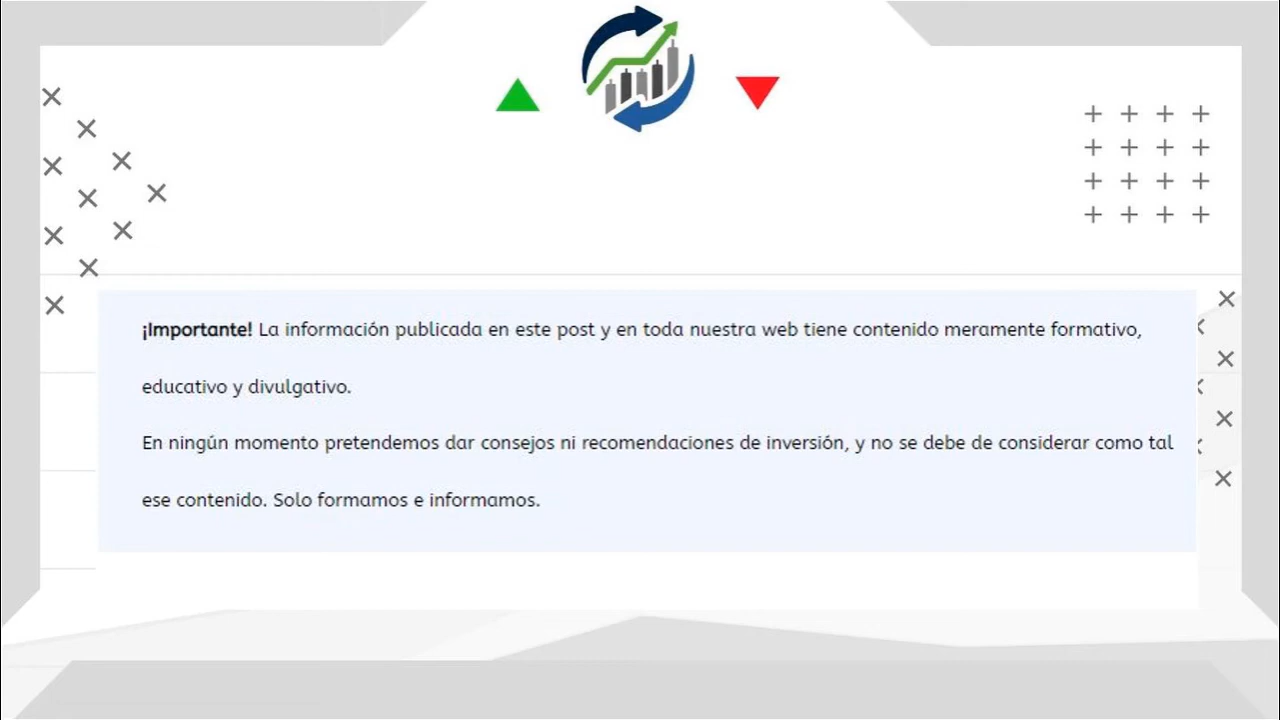 ¡Importante! La información publicada en este post y en toda nuestra web tiene contenido meramente formativo,
educativo y divulgativo.
En ningún momento pretendemos dar consejos ni recomendaciones de inversión, y no se debe de considerar como tal
ese contenido. Solo formamos e informamos.